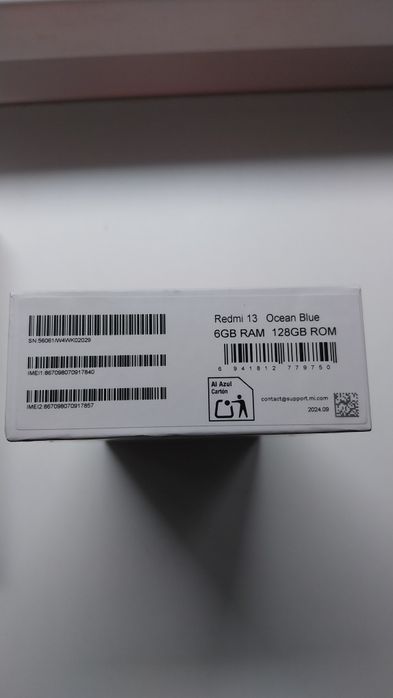 SN:56061/W4WK02029
IMEI1:867098070917840
IMEI2:867098070917857
Redmi 13 Ocean Blue
6GB RAM 128GB ROM
6 941812 779750
Al Azul
Cartón
contact@support.mi.com
2024.09